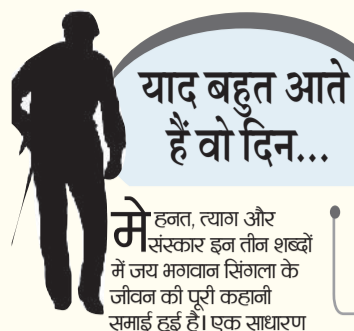 याद बहुत आते
हैं वो दिन...
मेहनत, त्याग और
संस्कार इन तीन शब्दों
में जय भगवान सिंगला के
जीवन की पूरी कहानी
समाई हुई है। एक साधारण